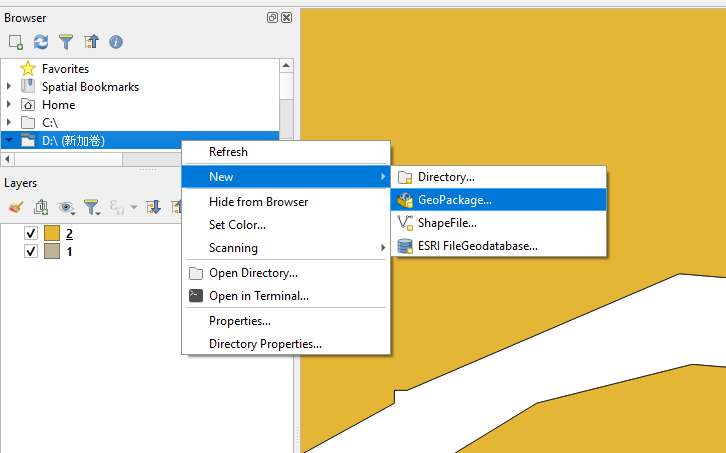 Browser
Favorites
Spatial Bookmarks
Home
C:\
D:\ (新加卷)
Refresh
New
Directory...
GeoPackage...
ShapeFile...
ESRI FileGeodatabase...
Hide from Browser
Set Color...
Scanning
Open Directory...
Open in Terminal...
Properties...
Directory Properties...
Layers
2
1